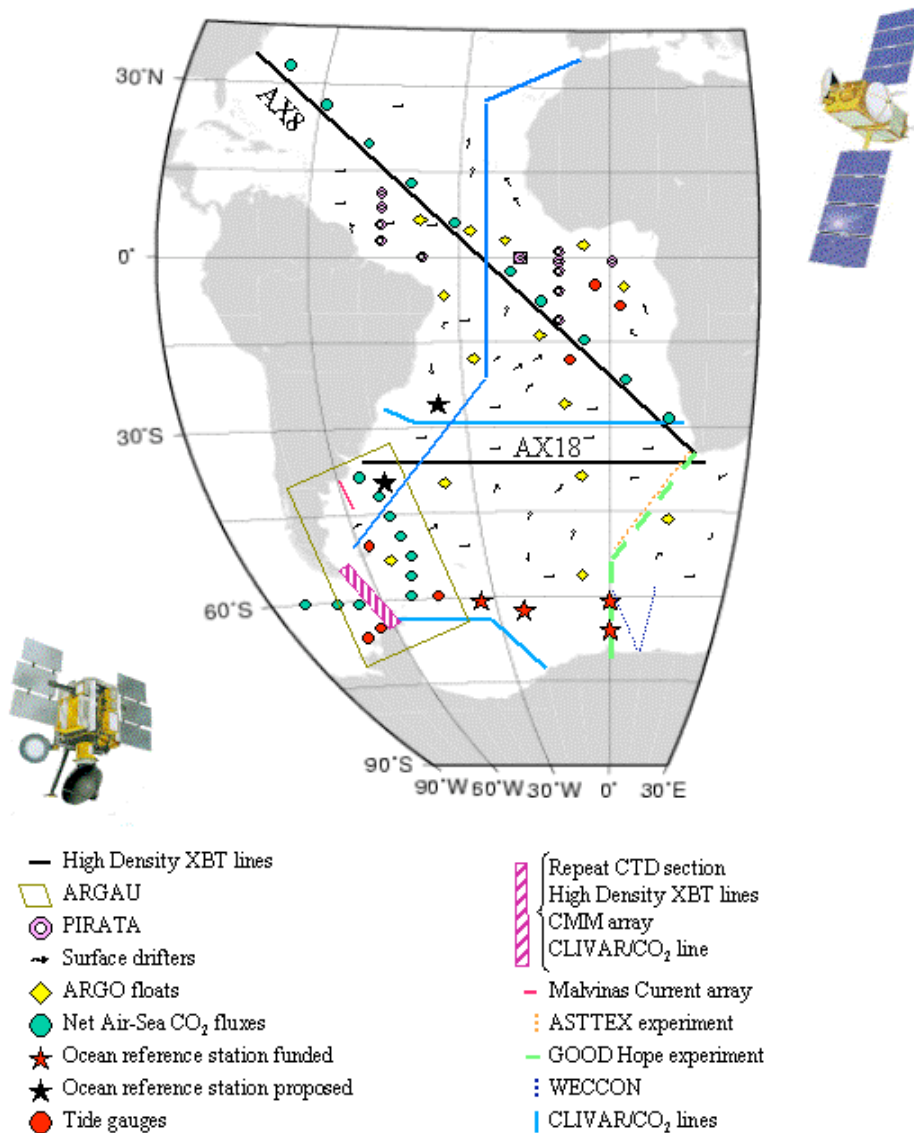 30°N
AX8
0°
30°S
AX18
60°S
90°S
90°W 60°W 30°W 0° 30°E
High Density XBT lines
ARGAU
PIRATA
Surface drifters
ARGO floats
Net Air-Sea CO₂ fluxes
Ocean reference station funded
Ocean reference station proposed
Tide gauges
Repeat CTD section
High Density XBT lines
CMM array
CLIVAR/CO₂ line
Malvinas Current array
ASTTEX experiment
GOOD Hope experiment
WECCON
CLIVAR/CO₂ lines